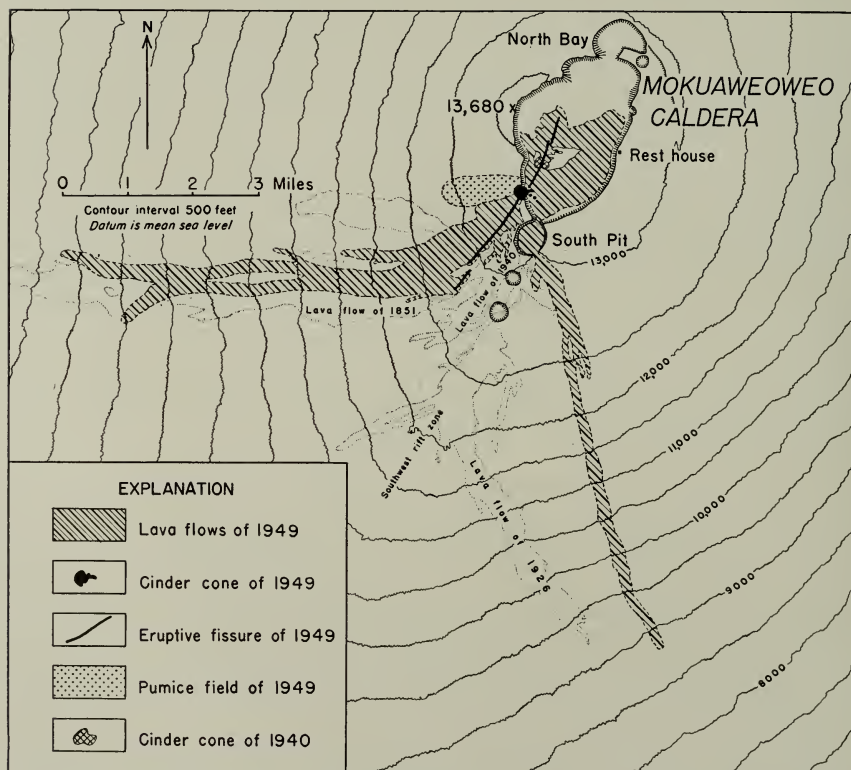 N
North Bay
MOKUAWEOWEO
CALDERA
13,680 x
Rest house
0 1 2 3 Miles
Contour interval 500 feet
Datum is mean sea level
South Pit
13,000
Lava flow of 1940
Lava flow of 1851
12,000
11,000
Southwest rift zone
Lava flow of 1926
10,000
9000
8000
EXPLANATION
Lava flows of 1949
Cinder cone of 1949
Eruptive fissure of 1949
Pumice field of 1949
Cinder cone of 1940